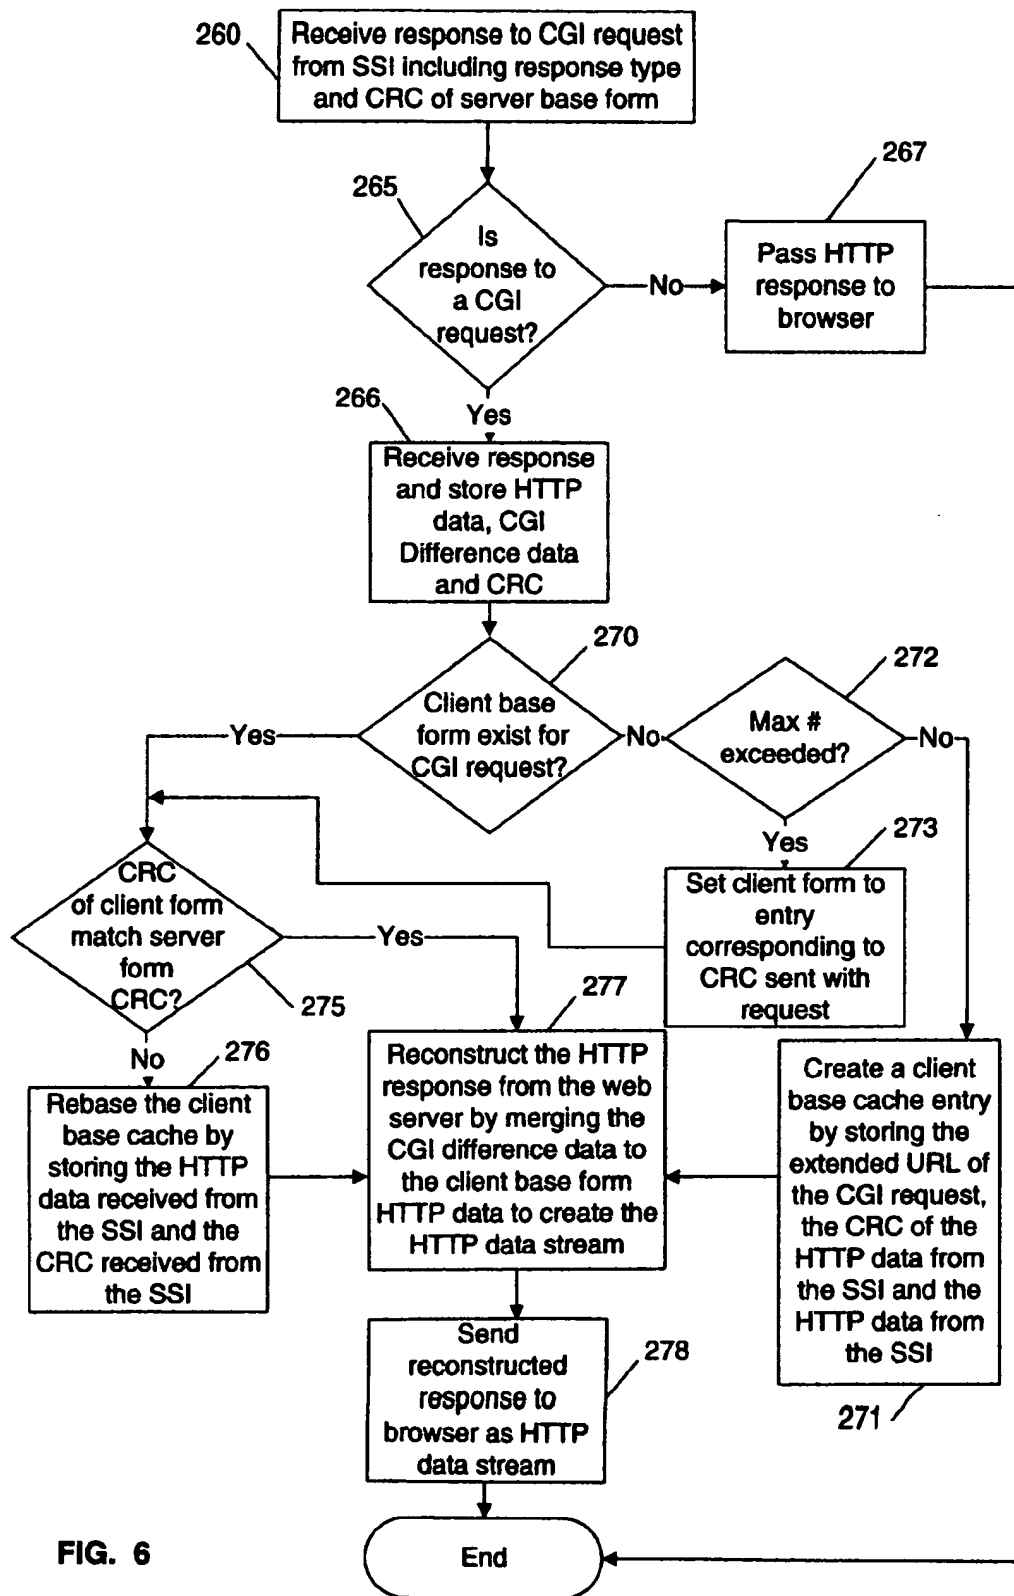 260
Receive response to CGI request
from SSI including response type
and CRC of server base form
265
Is
response to
a CGI
request?
No
267
Pass HTTP
response to
browser
Yes
266
Receive response
and store HTTP
data, CGI
Difference data
and CRC
270
Client base
form exist for
CGI request?
Yes
No
272
Max #
exceeded?
No
Yes
273
Set client form to
entry
corresponding to
CRC sent with
request
CRC
of client form
match server
form
CRC?
275
Yes
No
276
Rebase the client
base cache by
storing the HTTP
data received from
the SSI and the
CRC received from
the SSI
277
Reconstruct the HTTP
response from the web
server by merging the
CGI difference data to
the client base form
HTTP data to create the
HTTP data stream
Create a client
base cache entry
by storing the
extended URL of
the CGI request,
the CRC of the
HTTP data from
the SSI and the
HTTP data from
the SSI
271
Send
reconstructed
response to
browser as HTTP
data stream
278
End
FIG. 6